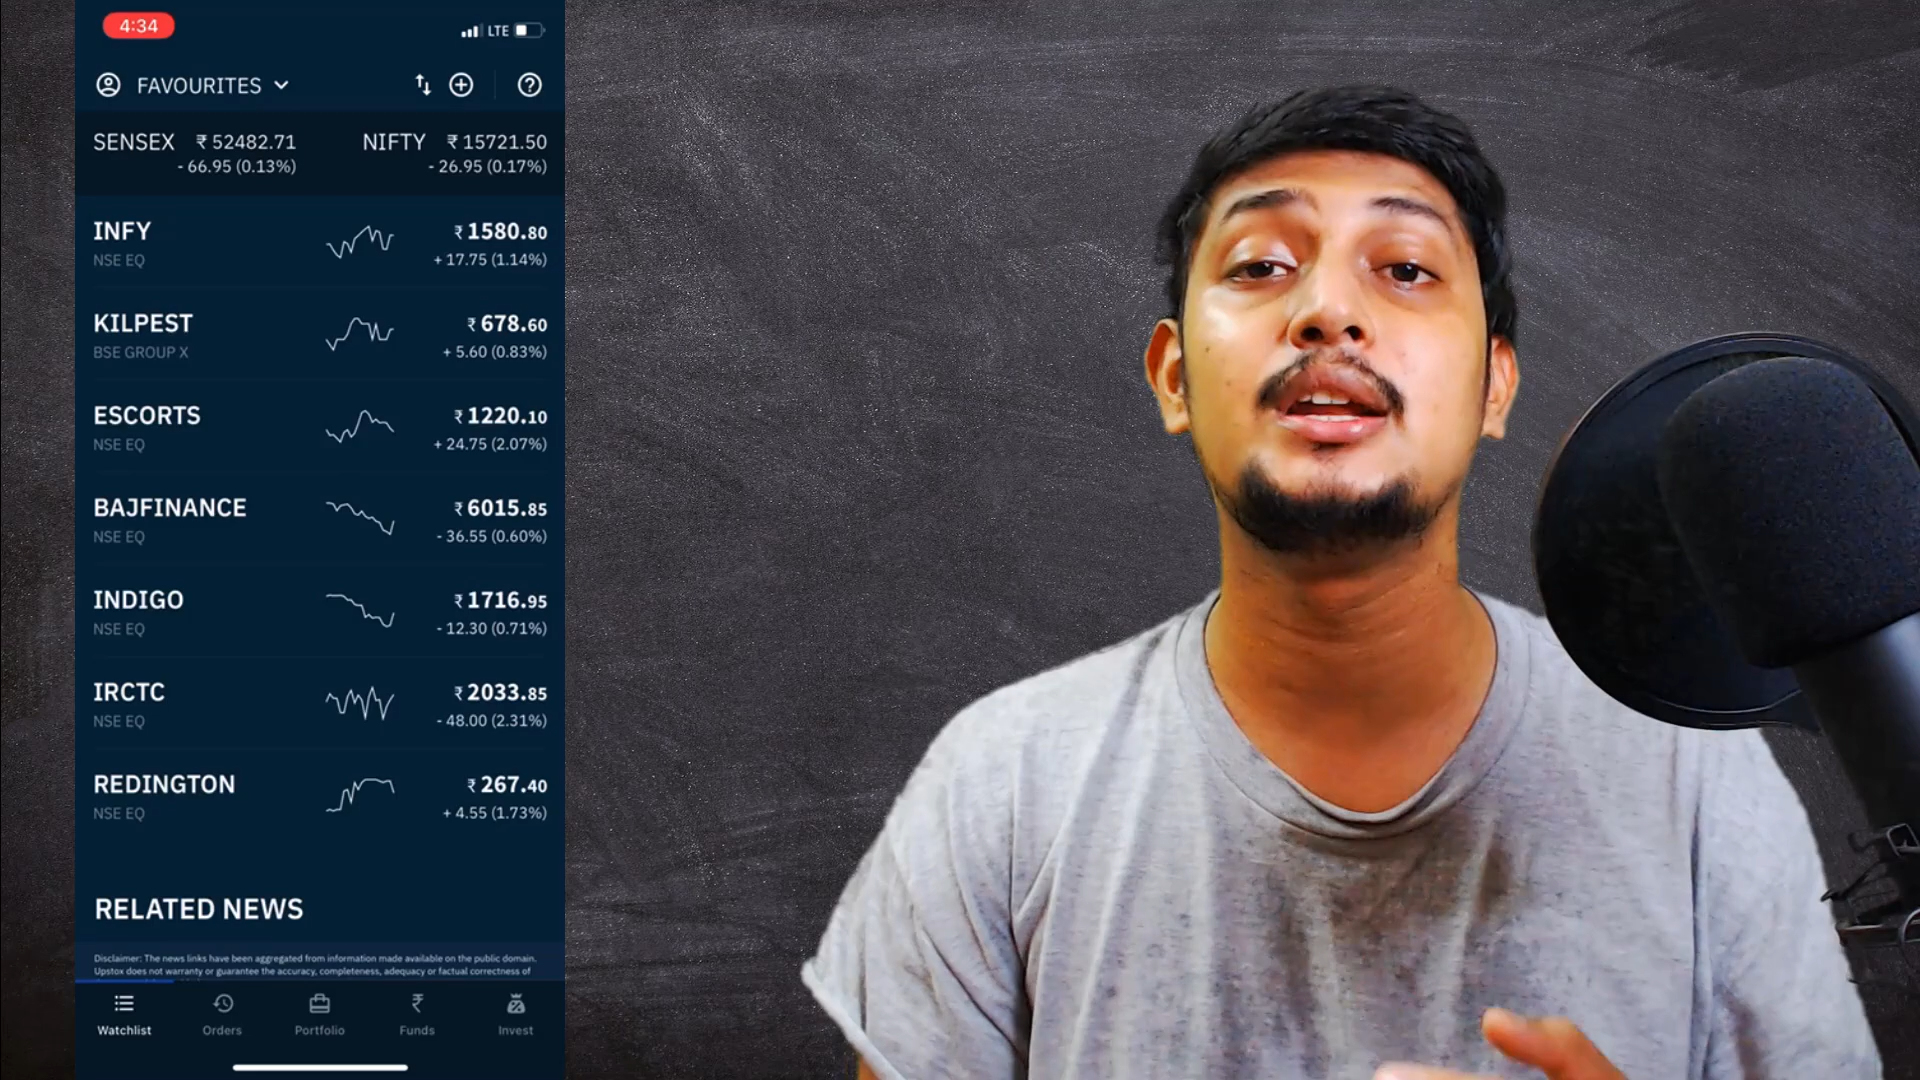 4:34
LTE
FAVOURITES
SENSEX ₹ 52482.71 NIFTY ₹ 15721.50
- 66.95 (0.13%) - 26.95 (0.17%)
INFY ₹ 1580.80
NSE EQ + 17.75 (1.14%)
KILPEST ₹ 678.60
BSE GROUP X + 5.60 (0.83%)
ESCORTS ₹ 1220.10
NSE EQ + 24.75 (2.07%)
BAJFINANCE ₹ 6015.85
NSE EQ - 36.55 (0.60%)
INDIGO ₹ 1716.95
NSE EQ - 12.30 (0.71%)
IRCTC ₹ 2033.85
NSE EQ - 48.00 (2.31%)
REDINGTON ₹ 267.40
NSE EQ + 4.55 (1.73%)
RELATED NEWS
Disclaimer: The news links have been aggregated from information made available on the public domain.
Upstox does not warranty or guarantee the accuracy, completeness, adequacy or factual correctness of
Watchlist Orders Portfolio Funds Invest